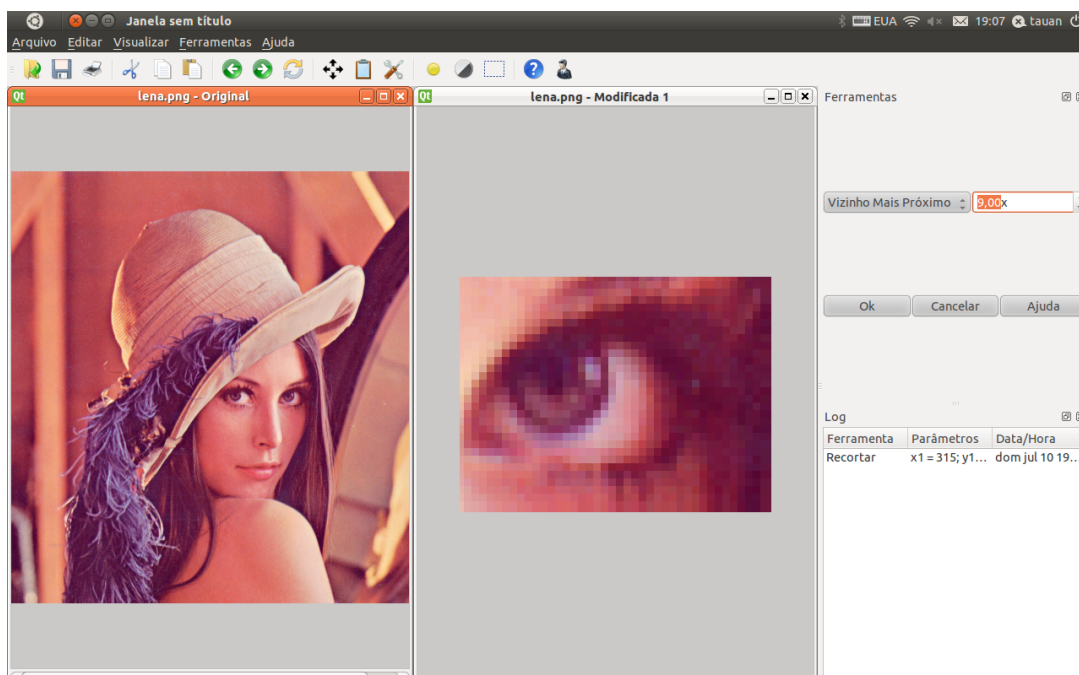 Janela sem título
EUA 19:07 tauan
Arquivo Editar Visualizar Ferramentas Ajuda
Qt lena.png - Original
Qt lena.png - Modificada 1
Ferramentas
Vizinho Mais Próximo 9,00x
Ok Cancelar Ajuda
Log
Ferramenta Parâmetros Data/Hora
Recortar x1 = 315; y1... dom jul 10 19...